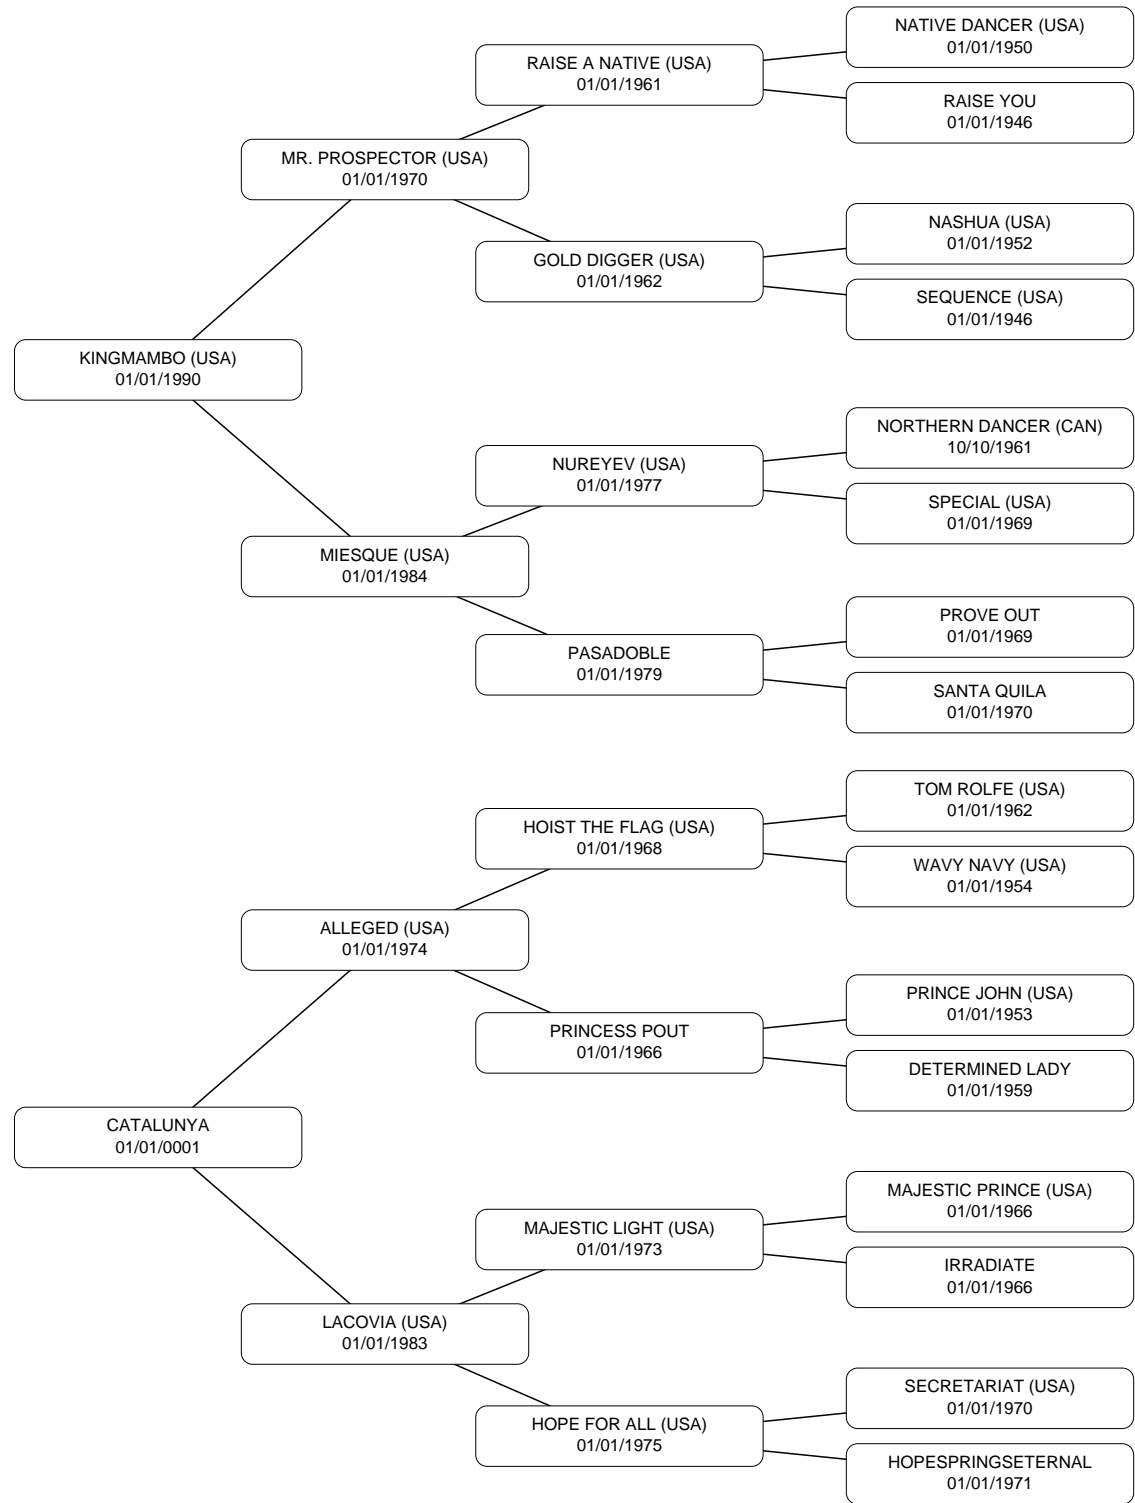 NATIVE DANCER (USA)
01/01/1950
RAISE A NATIVE (USA)
01/01/1961
RAISE YOU
01/01/1946
MR. PROSPECTOR (USA)
01/01/1970
NASHUA (USA)
01/01/1952
GOLD DIGGER (USA)
01/01/1962
SEQUENCE (USA)
01/01/1946
KINGMAMBO (USA)
01/01/1990
NORTHERN DANCER (CAN)
10/10/1961
NUREYEV (USA)
01/01/1977
SPECIAL (USA)
01/01/1969
MIESQUE (USA)
01/01/1984
PROVE OUT
01/01/1969
PASADOBLE
01/01/1979
SANTA QUILA
01/01/1970
TOM ROLFE (USA)
01/01/1962
HOIST THE FLAG (USA)
01/01/1968
WAVY NAVY (USA)
01/01/1954
ALLEGED (USA)
01/01/1974
PRINCE JOHN (USA)
01/01/1953
PRINCESS POUT
01/01/1966
DETERMINED LADY
01/01/1959
CATALUNYA
01/01/0001
MAJESTIC PRINCE (USA)
01/01/1966
MAJESTIC LIGHT (USA)
01/01/1973
IRRADIATE
01/01/1966
LACOVIA (USA)
01/01/1983
SECRETARIAT (USA)
01/01/1970
HOPE FOR ALL (USA)
01/01/1975
HOPESPRINGSETERNAL
01/01/1971